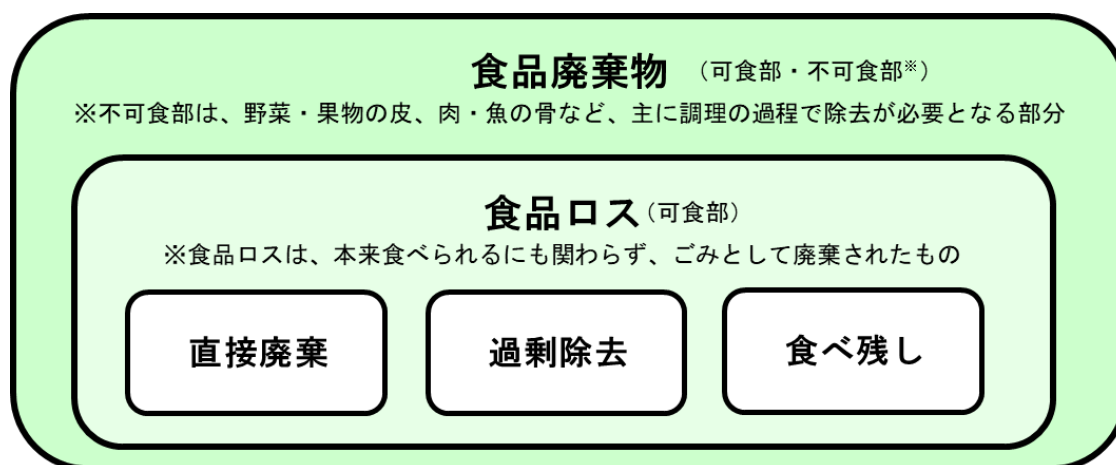 食品廃棄物 （可食部・不可食部※）
※不可食部は、野菜・果物の皮、肉・魚の骨など、主に調理の過程で除去が必要となる部分
食品ロス（可食部）
※食品ロスは、本来食べられるにも関わらず、ごみとして廃棄されたもの
直接廃棄
過剰除去
食べ残し